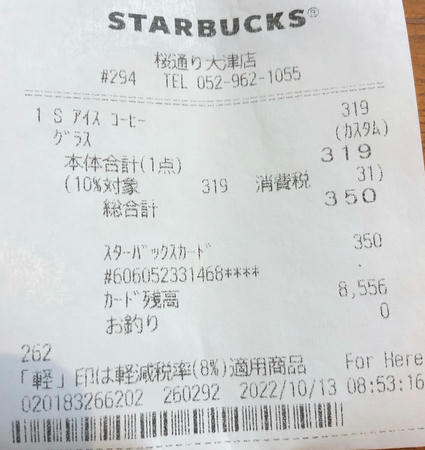 STARBUCKS®
桜通り大津店
#294 TEL 052-962-1055
1 S ｱｲｽ ｺｰﾋｰ 319
ｸﾞﾗｽ (ｶｽﾀﾑ)
本体合計(1点) 319
(10%対象 319 消費税 31)
総合計 350
ｽﾀｰﾊﾞｯｸｽｶｰﾄﾞ 350
#606052331468****
ｶｰﾄﾞ残高 8,556
お釣り 0
262
「軽」印は軽減税率(8%)適用商品 For Here
020183266202 260292 2022/10/13 08:53:16